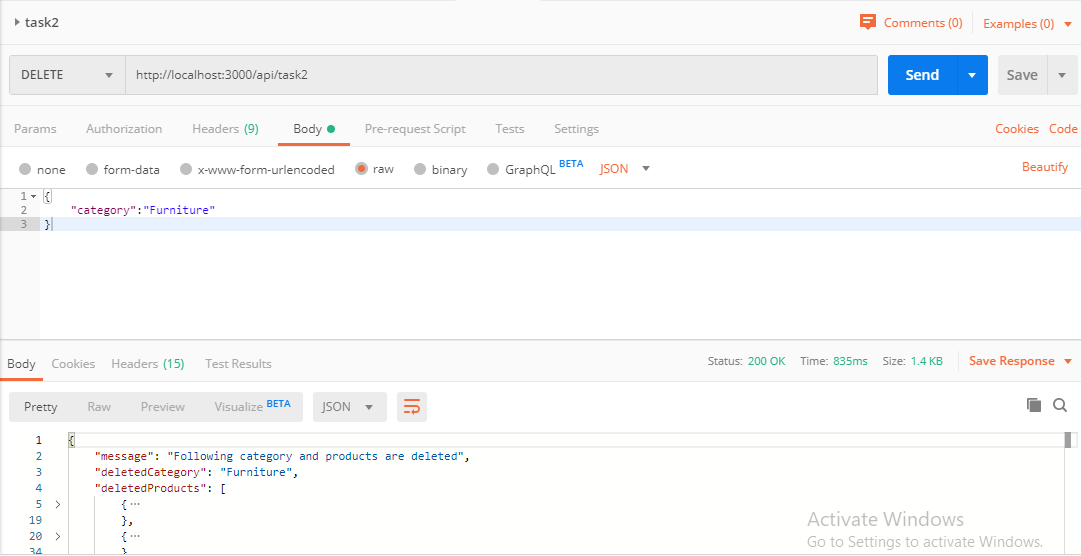 task2
Comments (0) Examples (0)
DELETE http://localhost:3000/api/task2 Send Save
Params Authorization Headers (9) Body Pre-request Script Tests Settings Cookies Code
none form-data x-www-form-urlencoded raw binary GraphQL BETA JSON Beautify
1 {
2 "category":"Furniture"
3 }
Body Cookies Headers (15) Test Results Status: 200 OK Time: 835ms Size: 1.4 KB Save Response
Pretty Raw Preview Visualize BETA JSON
1 {
2 "message": "Following category and products are deleted",
3 "deletedCategory": "Furniture",
4 "deletedProducts": [
5 { ...
19 },
20 { ...
34 }
Activate Windows
Go to Settings to activate Windows.